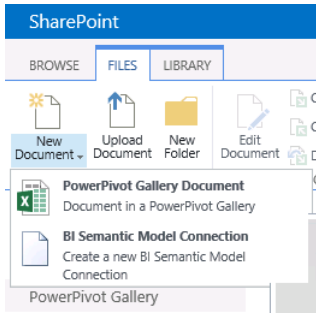 SharePoint
BROWSE FILES LIBRARY
New Document
Upload Document
New Folder
Edit Document
PowerPivot Gallery Document
Document in a PowerPivot Gallery
BI Semantic Model Connection
Create a new BI Semantic Model
Connection
PowerPivot Gallery